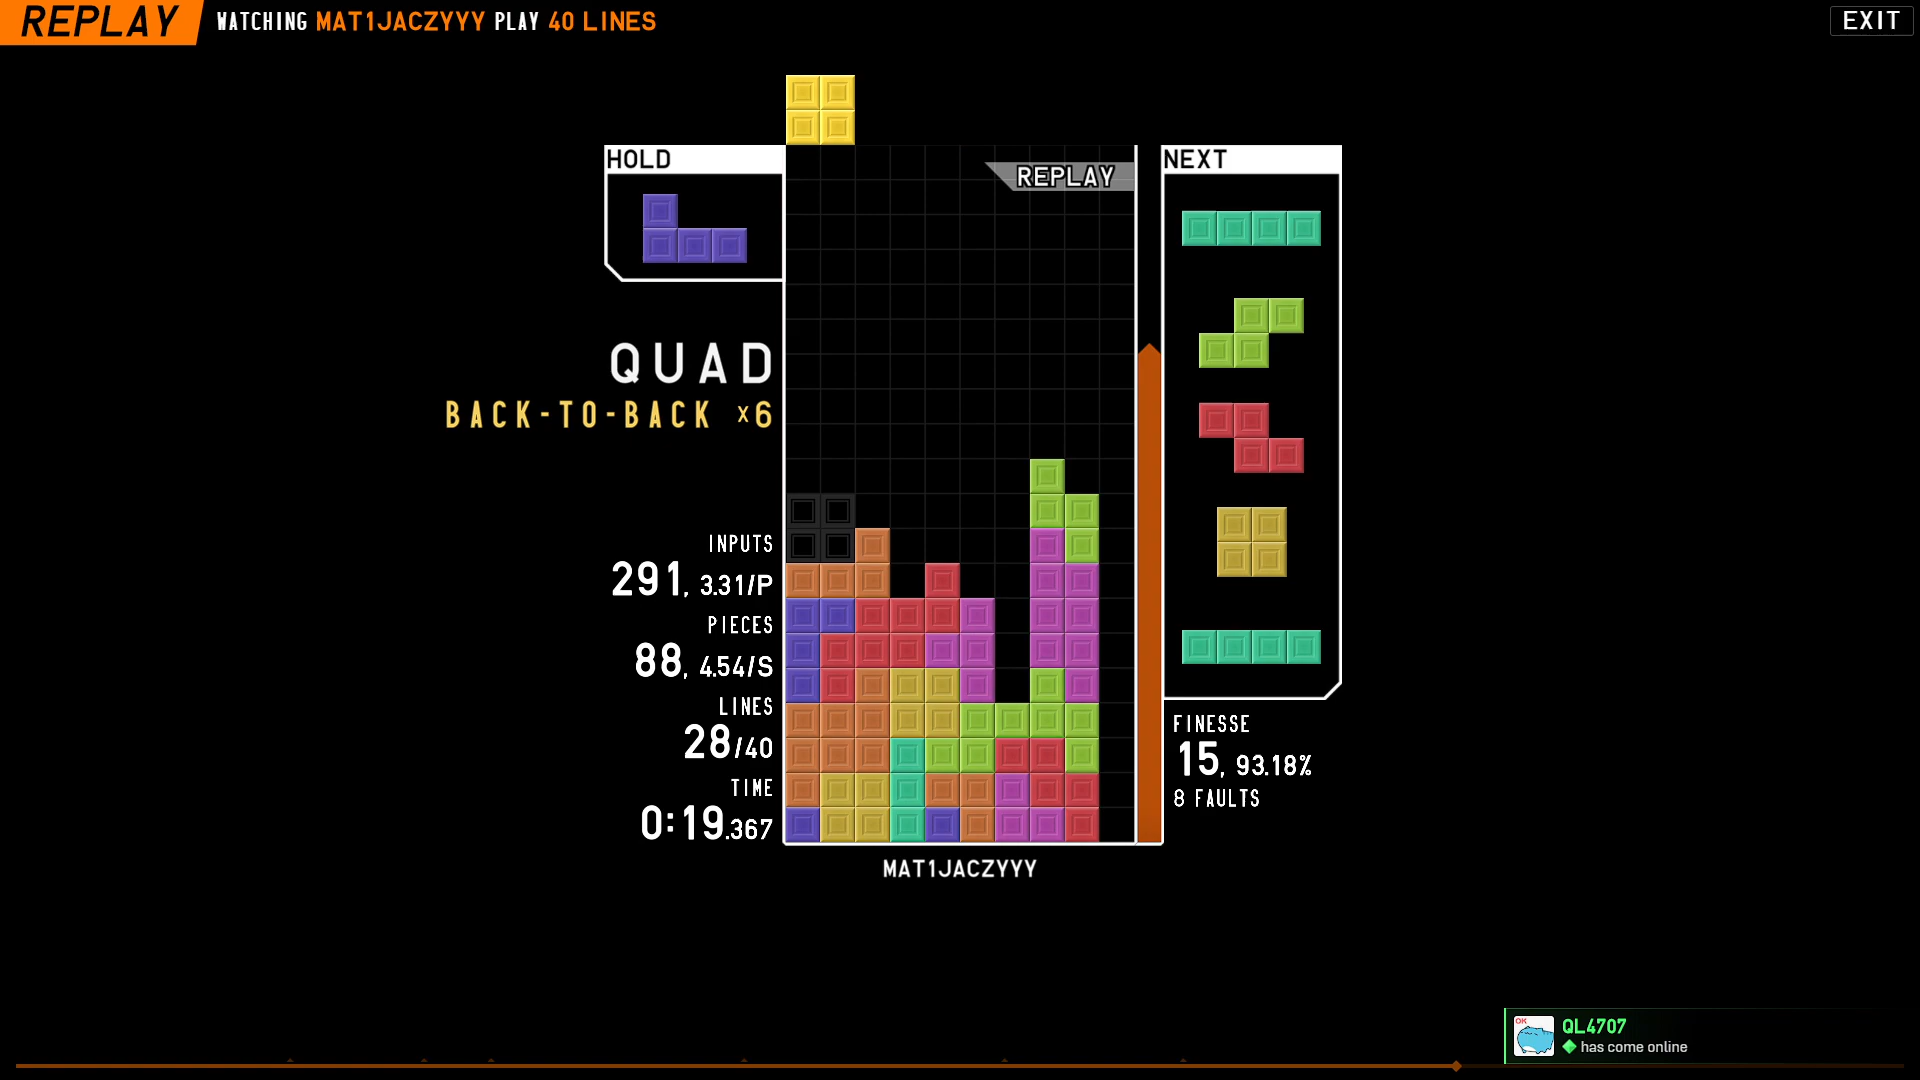 REPLAY WATCHING MAT1JACZYYY PLAY 40 LINES
EXIT
HOLD
REPLAY
NEXT
QUAD
BACK-TO-BACK ×6
INPUTS
291, 3.31/P
PIECES
88, 4.54/S
LINES
28/40
TIME
0:19.367
FINESSE
15, 93.18%
8 FAULTS
MAT1JACZYYY
OK
QL4707
has come online